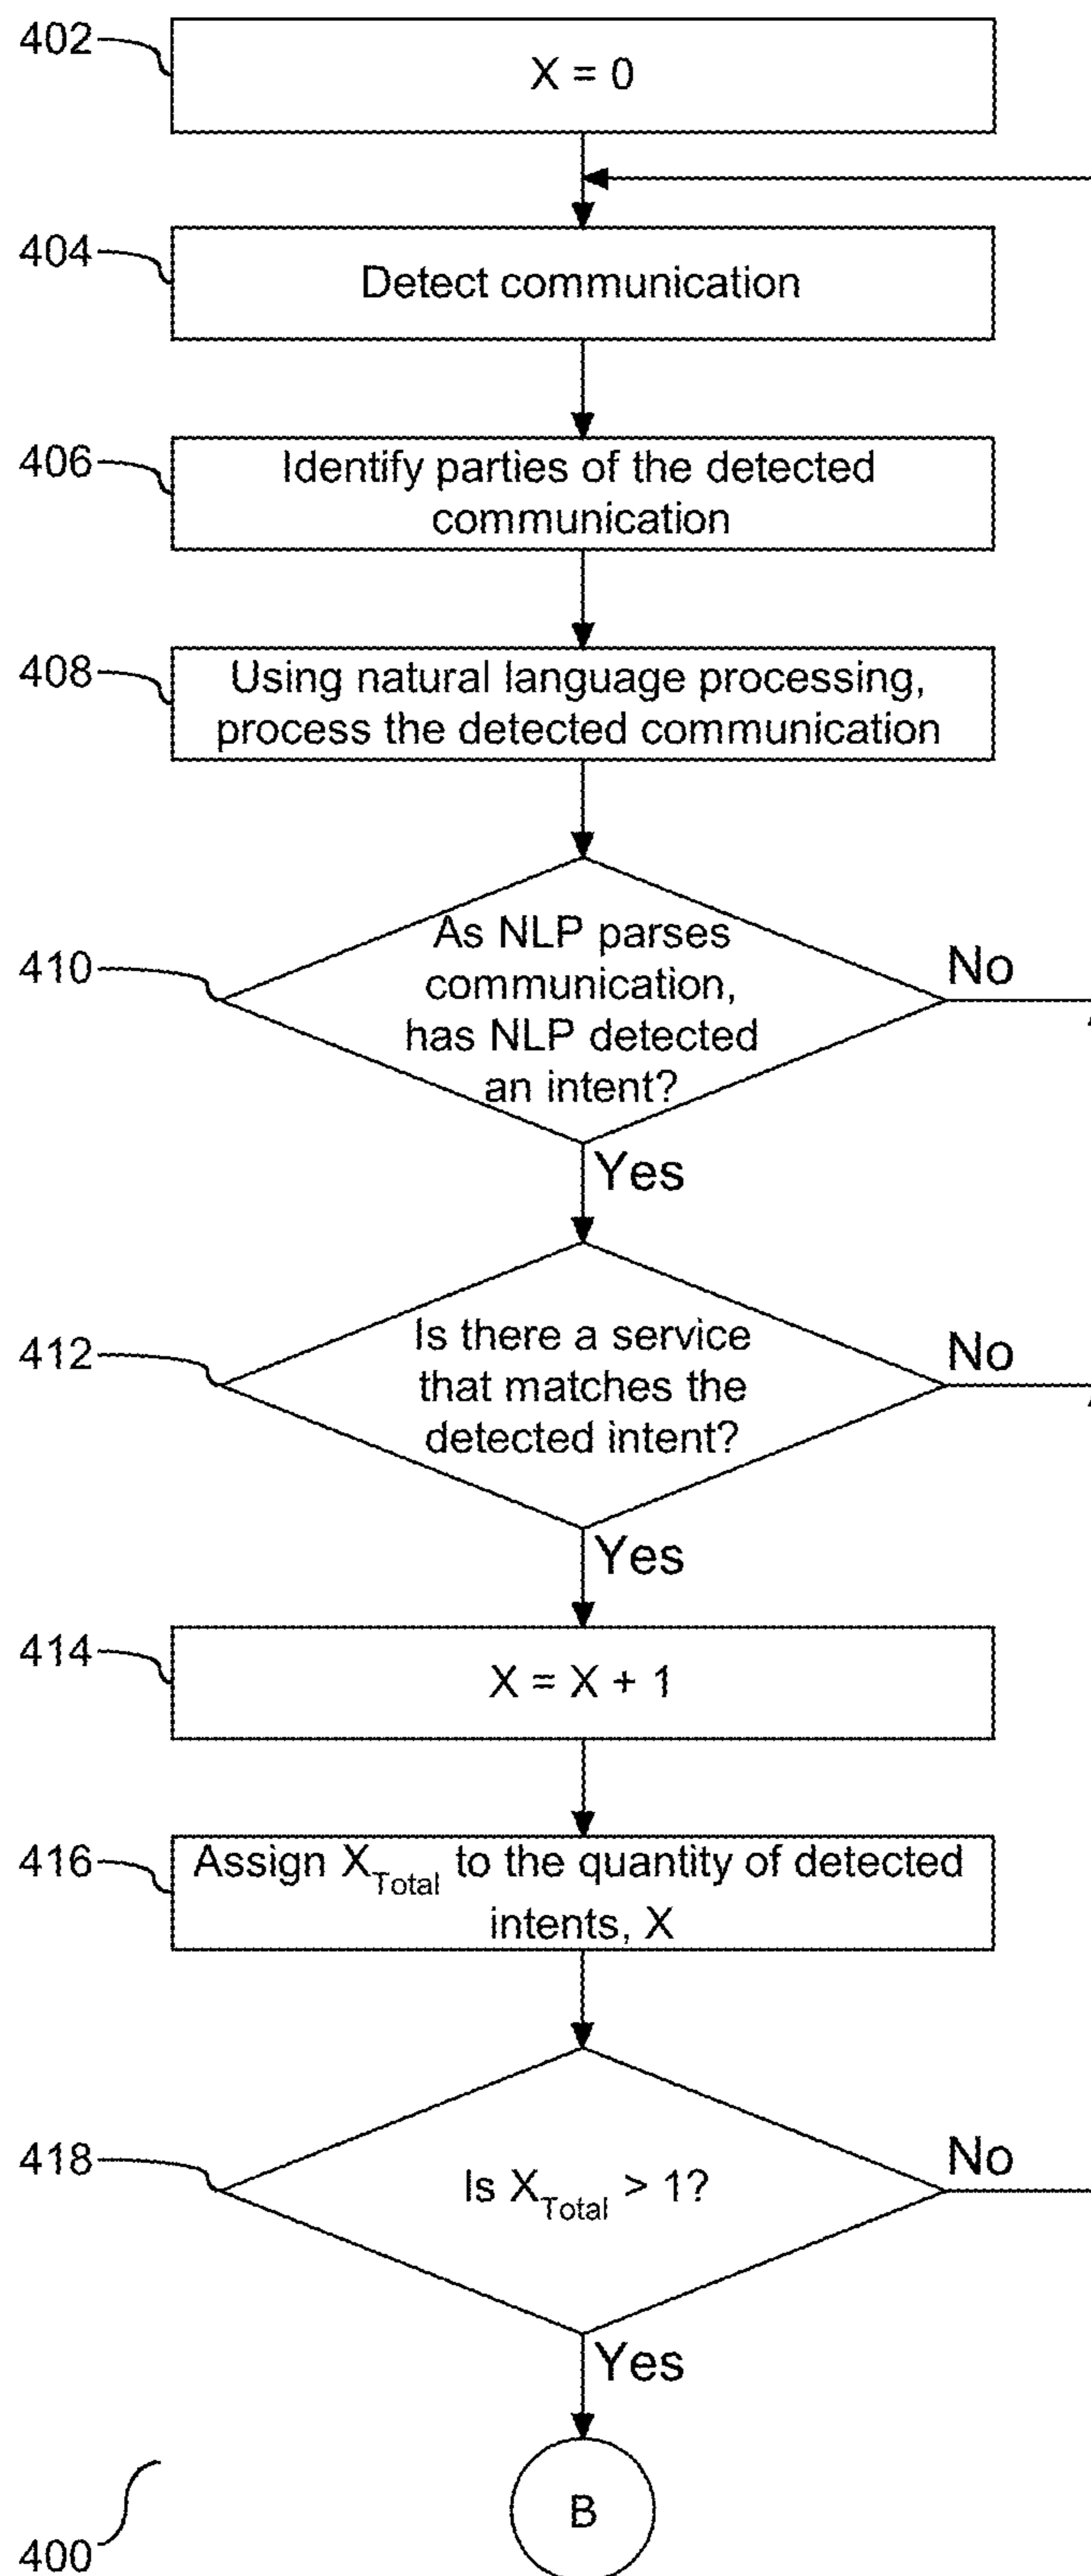 402
X = 0
404
Detect communication
406
Identify parties of the detected
communication
408
Using natural language processing,
process the detected communication
410
As NLP parses
communication,
has NLP detected
an intent?
No
Yes
412
Is there a service
that matches the
detected intent?
No
Yes
414
X = X + 1
416
Assign XTotal to the quantity of detected
intents, X
418
Is XTotal > 1?
No
Yes
B
400